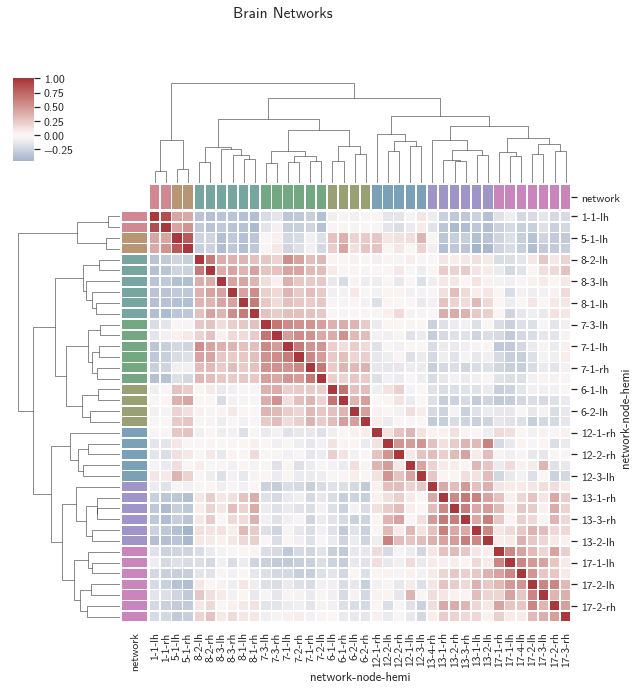 Brain Networks
1.00
0.75
0.50
0.25
0.00
−0.25
network
1-1-lh
5-1-lh
8-2-lh
8-3-lh
8-1-lh
7-3-lh
7-1-lh
7-1-rh
6-1-lh
6-2-lh
12-1-rh
12-2-rh
12-3-lh
13-1-rh
13-3-rh
13-2-lh
17-1-lh
17-2-lh
17-2-rh
network-node-hemi
network
1-1-lh
1-1-rh
5-1-lh
5-1-rh
8-2-lh
8-2-rh
8-3-lh
8-3-rh
8-1-lh
8-1-rh
7-3-lh
7-3-rh
7-1-lh
7-2-rh
7-1-rh
7-2-lh
6-1-lh
6-1-rh
6-2-lh
6-2-rh
12-1-rh
12-2-lh
12-2-rh
12-1-lh
12-3-lh
13-4-rh
13-1-rh
13-2-rh
13-3-rh
13-1-lh
13-2-lh
17-1-rh
17-1-lh
17-4-lh
17-2-lh
17-3-lh
17-2-rh
17-3-rh
network-node-hemi